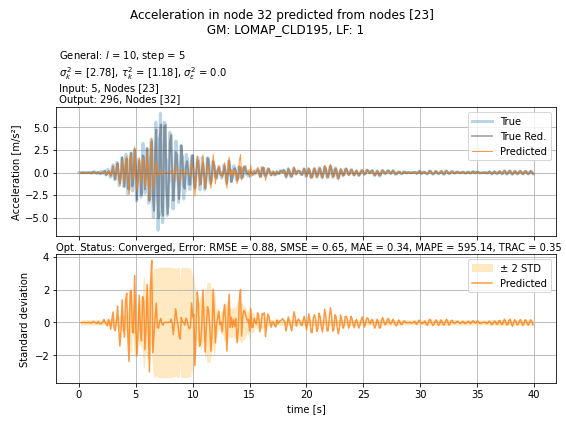 Acceleration in node 32 predicted from nodes [23]
GM: LOMAP_CLD195, LF: 1
General: l = 10, step = 5
σ²ₖ = [2.78], τ²ₖ = [1.18], σ²ε = 0.0
Input: 5, Nodes [23]
Output: 296, Nodes [32]
Acceleration [m/s²]
5.0
2.5
0.0
−2.5
−5.0
True
True Red.
Predicted
Opt. Status: Converged, Error: RMSE = 0.88, SMSE = 0.65, MAE = 0.34, MAPE = 595.14, TRAC = 0.35
Standard deviation
4
2
0
−2
± 2 STD
Predicted
0 5 10 15 20 25 30 35 40
time [s]